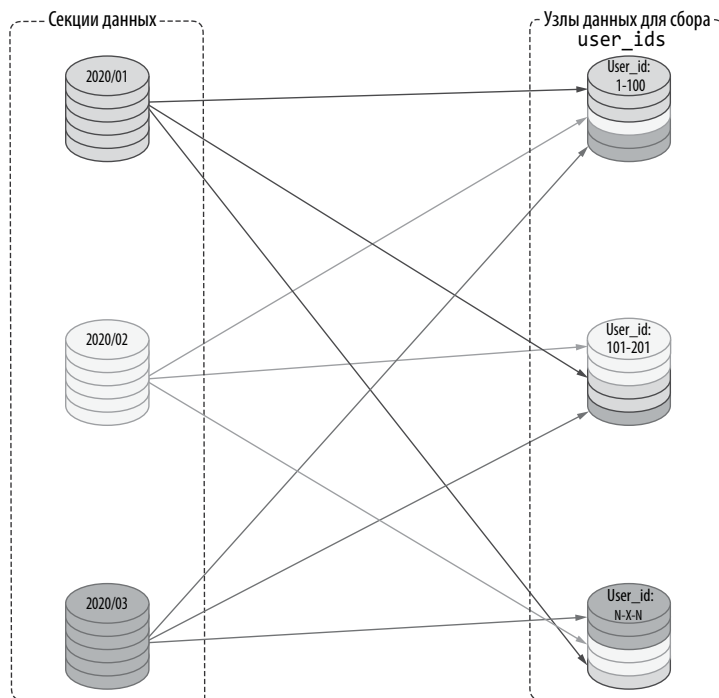 Секции данных
Узлы данных для сбора
user_ids
2020/01
User_id:
1-100
2020/02
User_id:
101-201
2020/03
User_id:
N-X-N